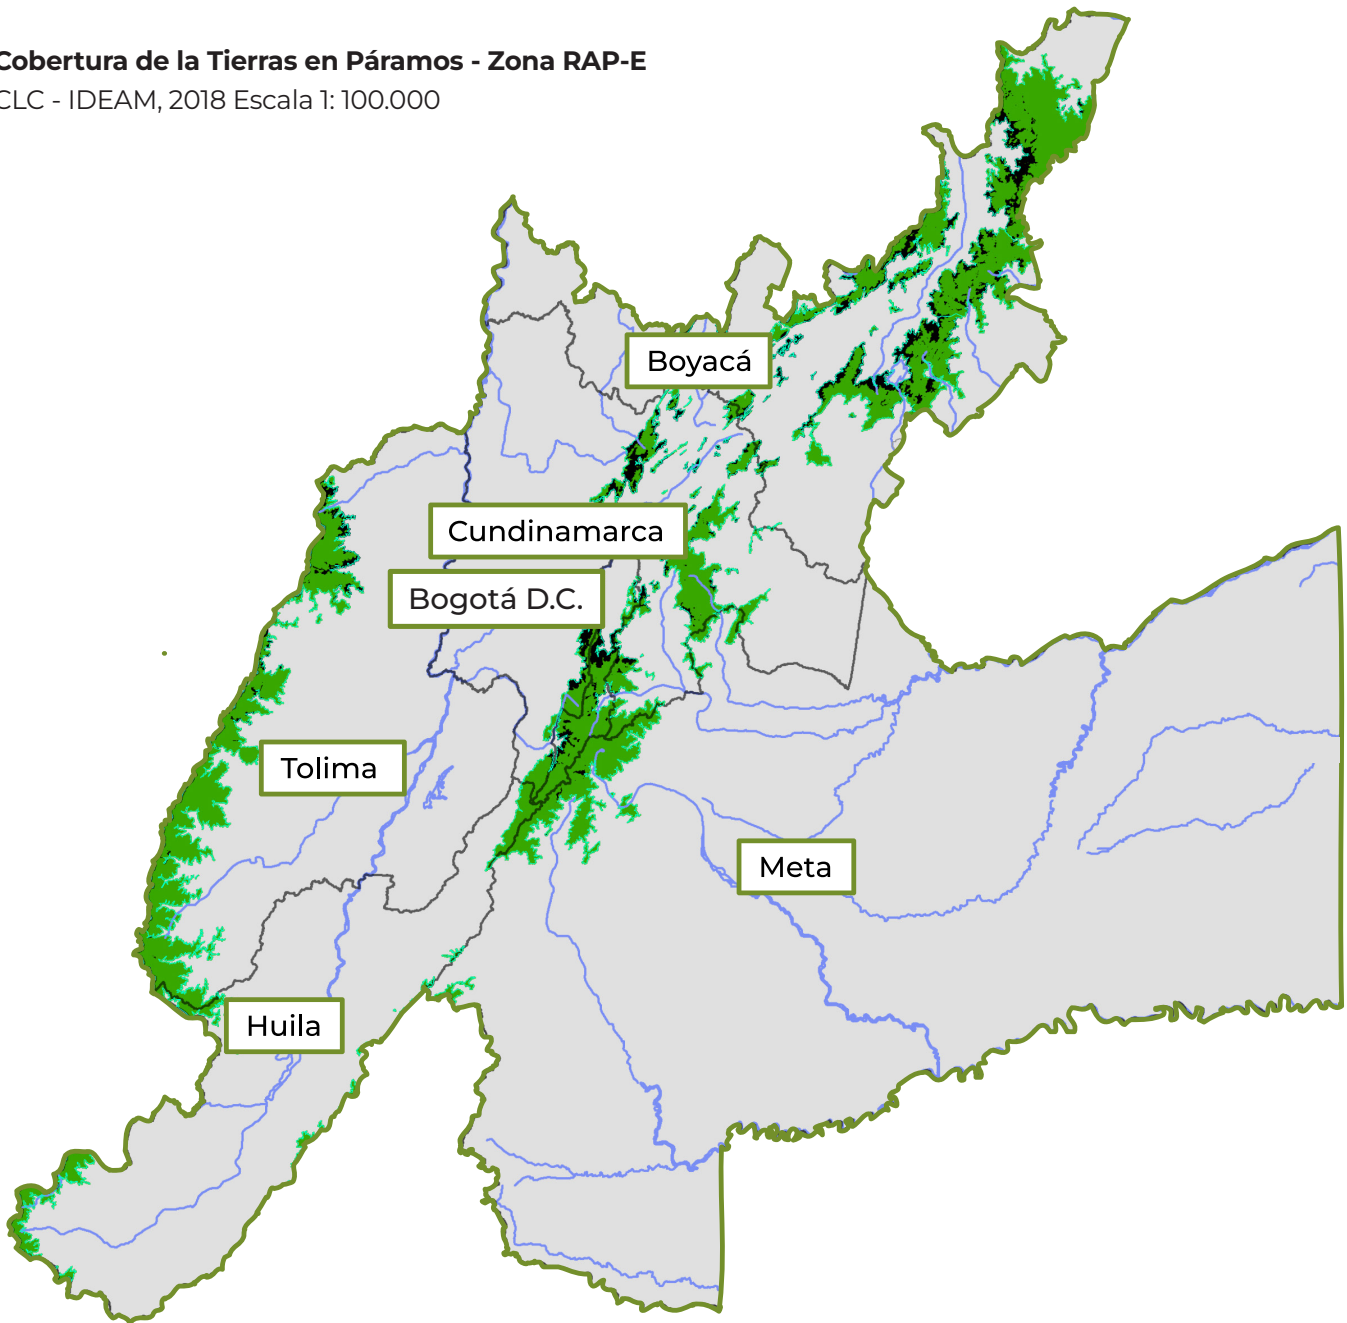 Cobertura de la Tierras en Páramos - Zona RAP-E
CLC - IDEAM, 2018 Escala 1: 100.000
Boyacá
Cundinamarca
Bogotá D.C.
Tolima
Meta
Huila